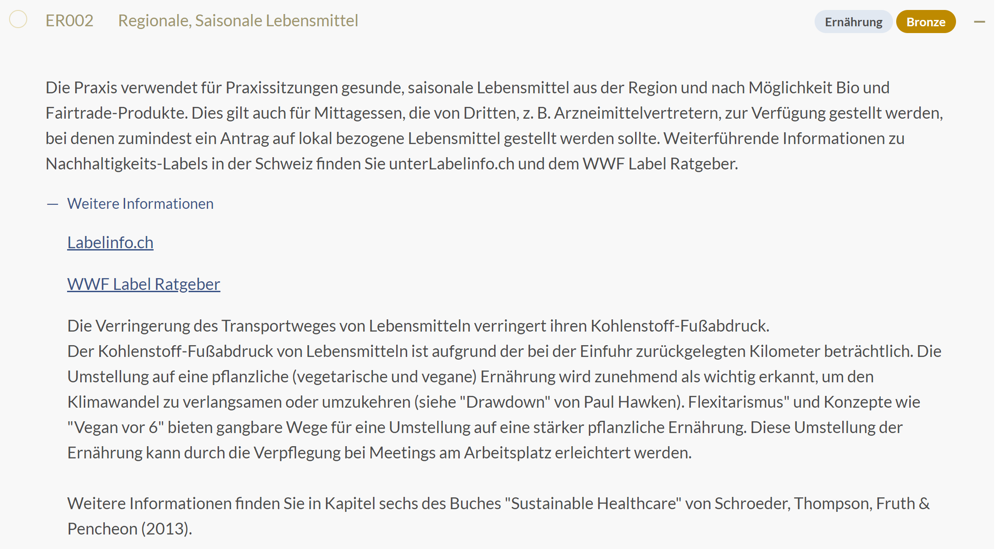 ER002 Regionale, Saisonale Lebensmittel Ernährung Bronze
Die Praxis verwendet für Praxissitzungen gesunde, saisonale Lebensmittel aus der Region und nach Möglichkeit Bio und
Fairtrade-Produkte. Dies gilt auch für Mittagessen, die von Dritten, z. B. Arzneimittelvertretern, zur Verfügung gestellt werden,
bei denen zumindest ein Antrag auf lokal bezogene Lebensmittel gestellt werden sollte. Weiterführende Informationen zu
Nachhaltigkeits-Labels in der Schweiz finden Sie unterLabelinfo.ch und dem WWF Label Ratgeber.
— Weitere Informationen
Labelinfo.ch
WWF Label Ratgeber
Die Verringerung des Transportweges von Lebensmitteln verringert ihren Kohlenstoff-Fußabdruck.
Der Kohlenstoff-Fußabdruck von Lebensmitteln ist aufgrund der bei der Einfuhr zurückgelegten Kilometer beträchtlich. Die
Umstellung auf eine pflanzliche (vegetarische und vegane) Ernährung wird zunehmend als wichtig erkannt, um den
Klimawandel zu verlangsamen oder umzukehren (siehe "Drawdown" von Paul Hawken). Flexitarismus" und Konzepte wie
"Vegan vor 6" bieten gangbare Wege für eine Umstellung auf eine stärker pflanzliche Ernährung. Diese Umstellung der
Ernährung kann durch die Verpflegung bei Meetings am Arbeitsplatz erleichtert werden.
Weitere Informationen finden Sie in Kapitel sechs des Buches "Sustainable Healthcare" von Schroeder, Thompson, Fruth &
Pencheon (2013).